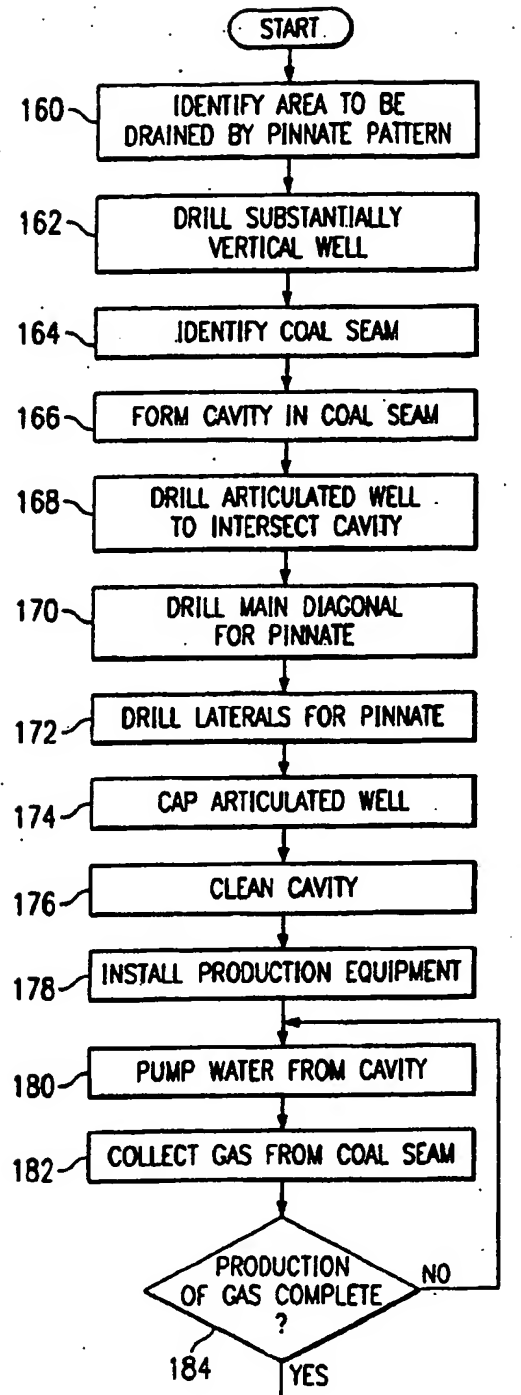 START
160
IDENTIFY AREA TO BE
DRAINED BY PINNATE PATTERN
162
DRILL SUBSTANTIALLY
VERTICAL WELL
164
IDENTIFY COAL SEAM
166
FORM CAVITY IN COAL SEAM
168
DRILL ARTICULATED WELL
TO INTERSECT CAVITY
170
DRILL MAIN DIAGONAL
FOR PINNATE
172
DRILL LATERALS FOR PINNATE
174
CAP ARTICULATED WELL
176
CLEAN CAVITY
178
INSTALL PRODUCTION EQUIPMENT
180
PUMP WATER FROM CAVITY
182
COLLECT GAS FROM COAL SEAM
PRODUCTION
OF GAS COMPLETE
?
NO
184
YES